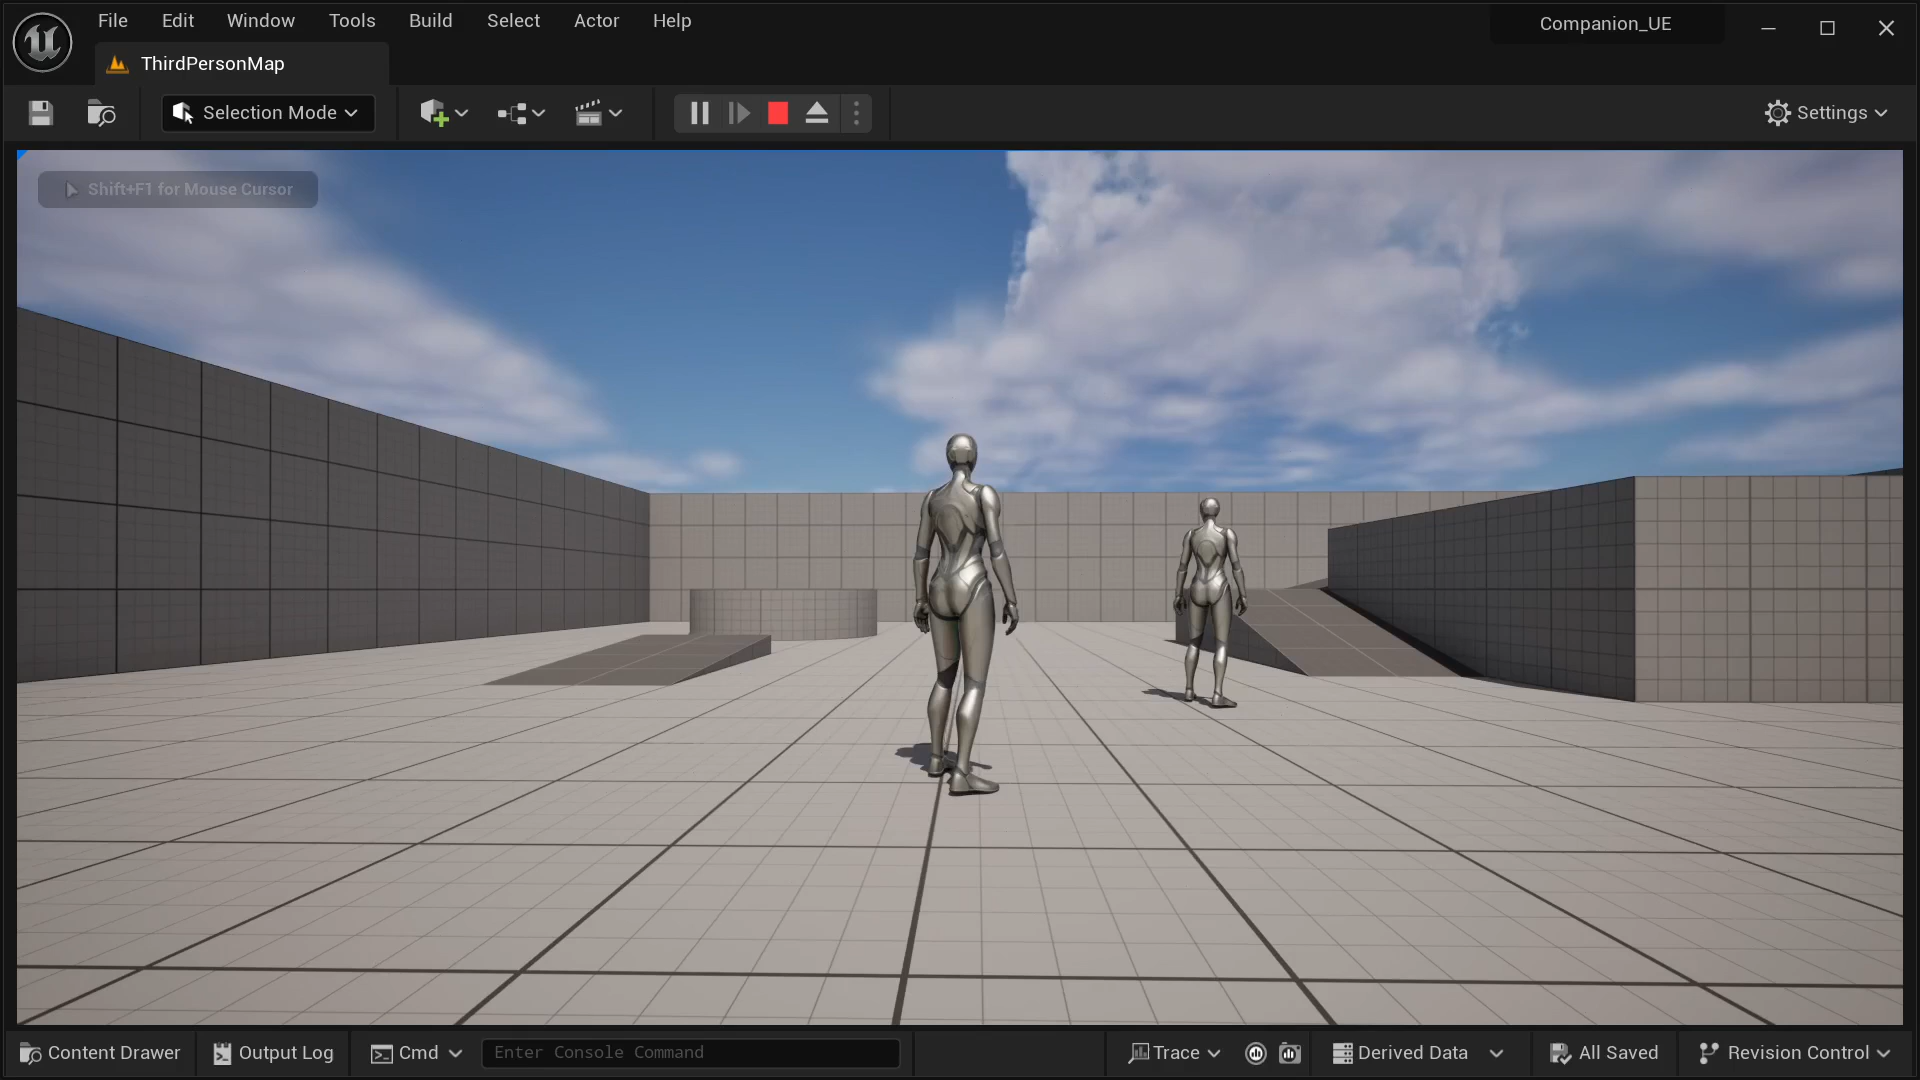 File Edit Window Tools Build Select Actor Help
Companion_UE
ThirdPersonMap
Selection Mode
Settings
Shift+F1 for Mouse Cursor
Content Drawer
Output Log
Cmd
Enter Console Command
Trace
Derived Data
All Saved
Revision Control